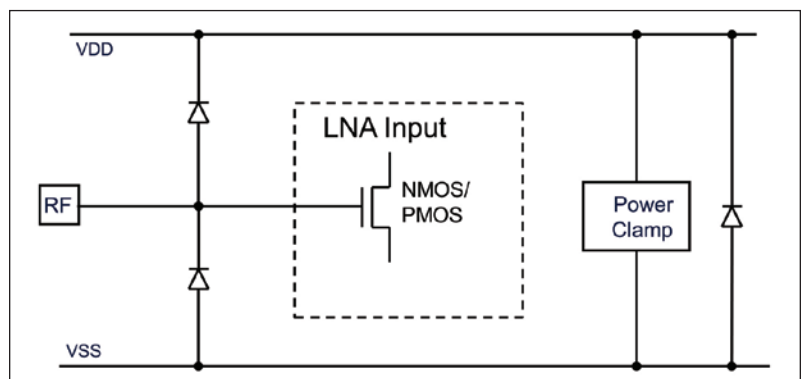 VDD
LNA Input
NMOS/
PMOS
RF
Power
Clamp
VSS